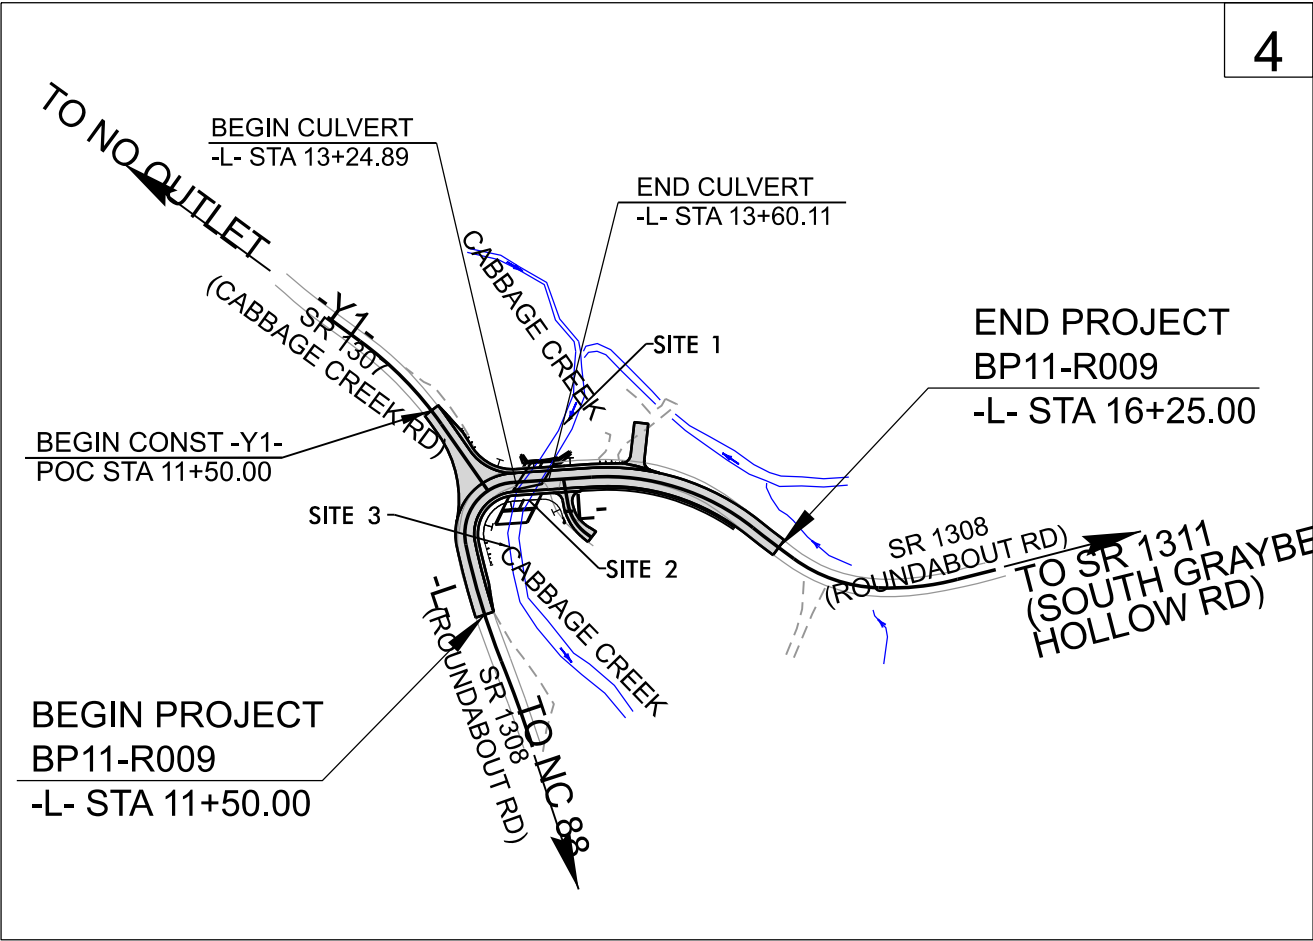 4
TO NO OUTLET
BEGIN CULVERT
-L- STA 13+24.89
END CULVERT
-L- STA 13+60.11
CABBAGE CREEK
-Y1-
SR 1307
(CABBAGE CREEK RD)
SITE 1
END PROJECT
BP11-R009
-L- STA 16+25.00
BEGIN CONST -Y1-
POC STA 11+50.00
SITE 3
-L-
SITE 2
CABBAGE CREEK
SR 1308
(ROUNDABOUT RD)
TO SR 1311
(SOUTH GRAYBE
HOLLOW RD)
-L-
SR 1308
(ROUNDABOUT RD)
TO NC 88
BEGIN PROJECT
BP11-R009
-L- STA 11+50.00